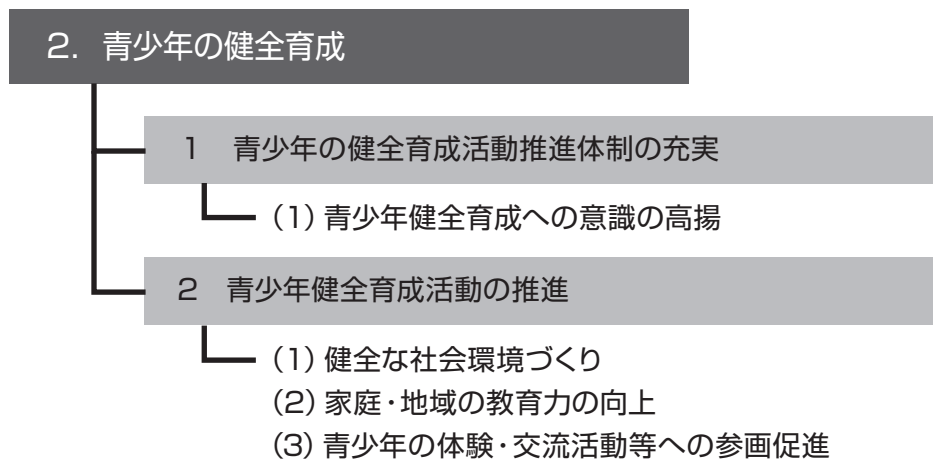 2. 青少年の健全育成
1 青少年の健全育成活動推進体制の充実
(1) 青少年健全育成への意識の高揚
2 青少年健全育成活動の推進
(1) 健全な社会環境づくり
(2) 家庭・地域の教育力の向上
(3) 青少年の体験・交流活動等への参画促進